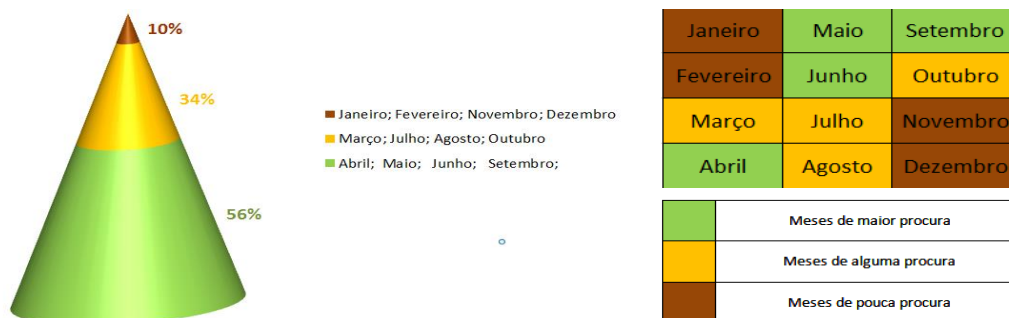 10%
34%
56%
Janeiro; Fevereiro; Novembro; Dezembro
Março; Julho; Agosto; Outubro
Abril; Maio; Junho; Setembro;
Janeiro Maio Setembro
Fevereiro Junho Outubro
Março Julho Novembro
Abril Agosto Dezembro
Meses de maior procura
Meses de alguma procura
Meses de pouca procura